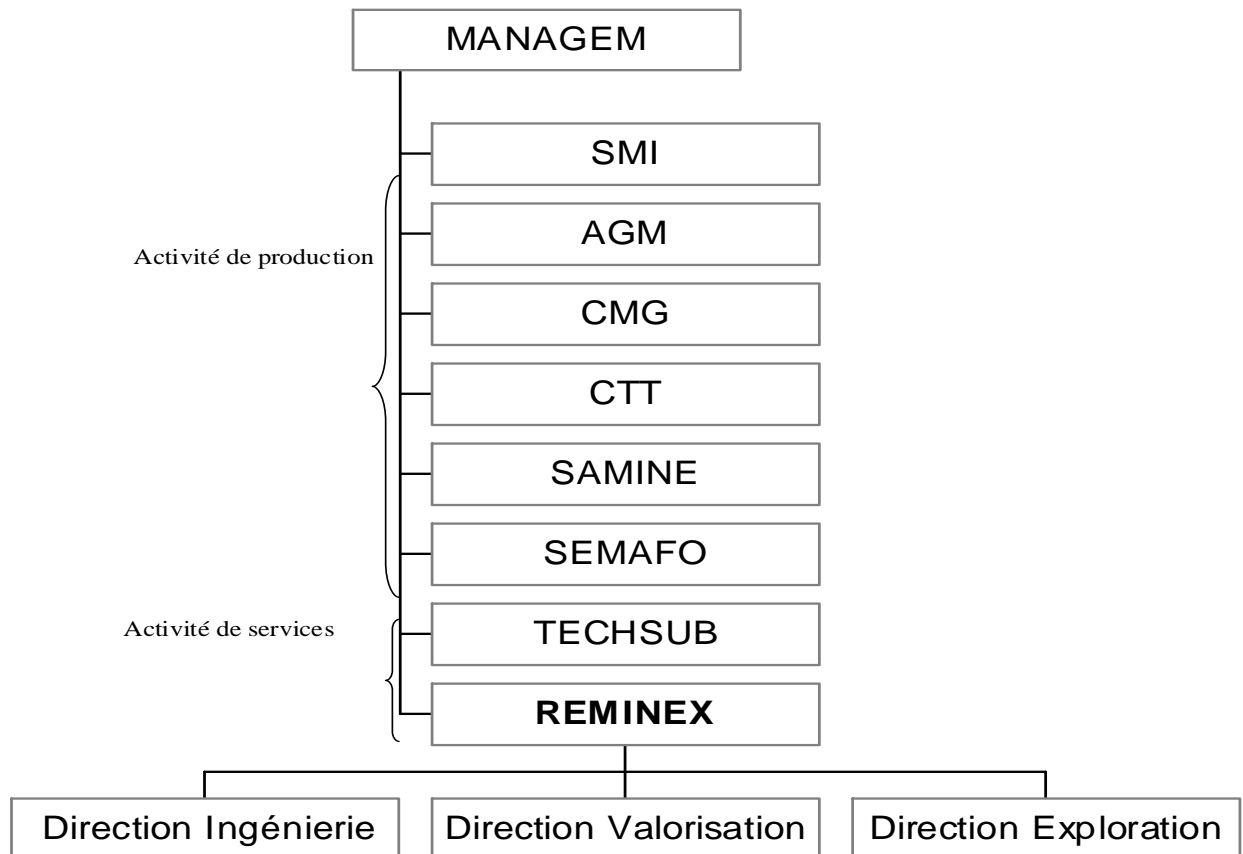 MANAGEM
SMI
AGM
Activité de production
CMG
CTT
SAMINE
SEMAFO
Activité de services
TECHSUB
REMINEX
Direction Ingénierie
Direction Valorisation
Direction Exploration